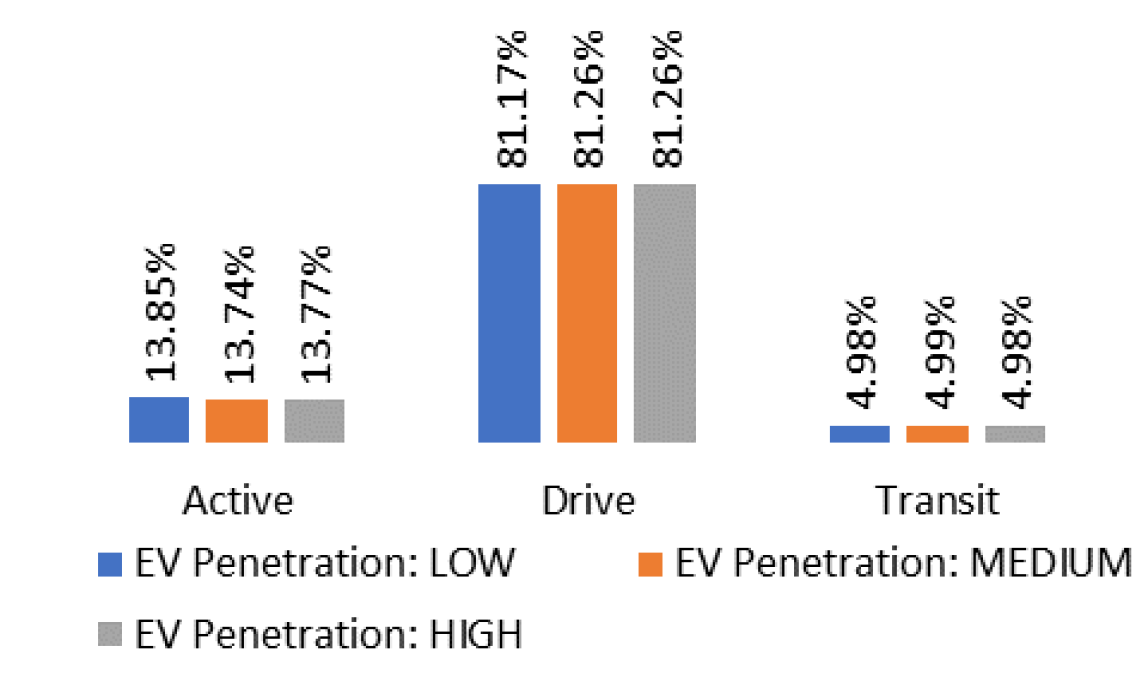 13.85%
13.74%
13.77%
81.17%
81.26%
81.26%
4.98%
4.99%
4.98%
Active
Drive
Transit
EV Penetration: LOW
EV Penetration: MEDIUM
EV Penetration: HIGH